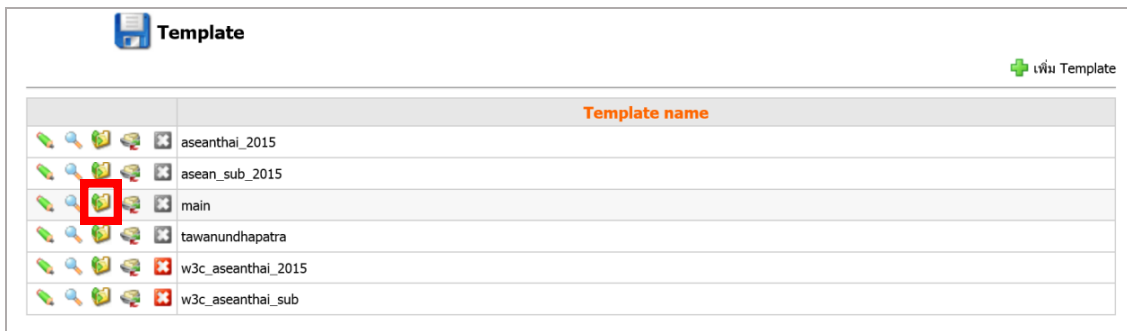 Template
เพิ่ม Template
Template name
aseanthai_2015
asean_sub_2015
main
tawanundhapatra
w3c_aseanthai_2015
w3c_aseanthai_sub